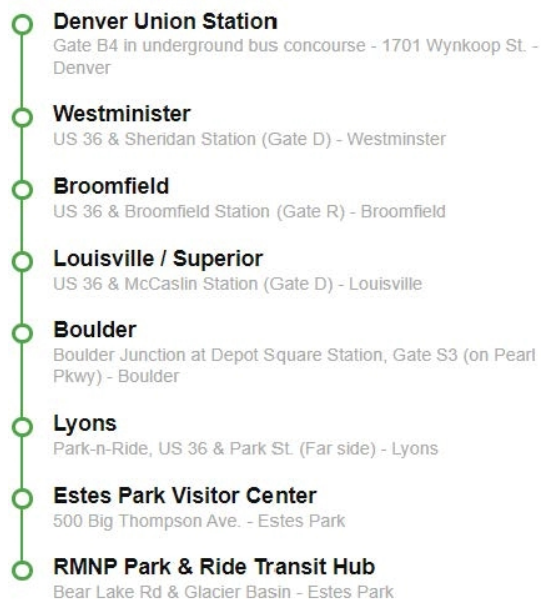 Denver Union Station
Gate B4 in underground bus concourse - 1701 Wynkoop St. -
Denver
Westminister
US 36 & Sheridan Station (Gate D) - Westminster
Broomfield
US 36 & Broomfield Station (Gate R) - Broomfield
Louisville / Superior
US 36 & McCaslin Station (Gate D) - Louisville
Boulder
Boulder Junction at Depot Square Station, Gate S3 (on Pearl
Pkwy) - Boulder
Lyons
Park-n-Ride, US 36 & Park St. (Far side) - Lyons
Estes Park Visitor Center
500 Big Thompson Ave. - Estes Park
RMNP Park & Ride Transit Hub
Bear Lake Rd & Glacier Basin - Estes Park